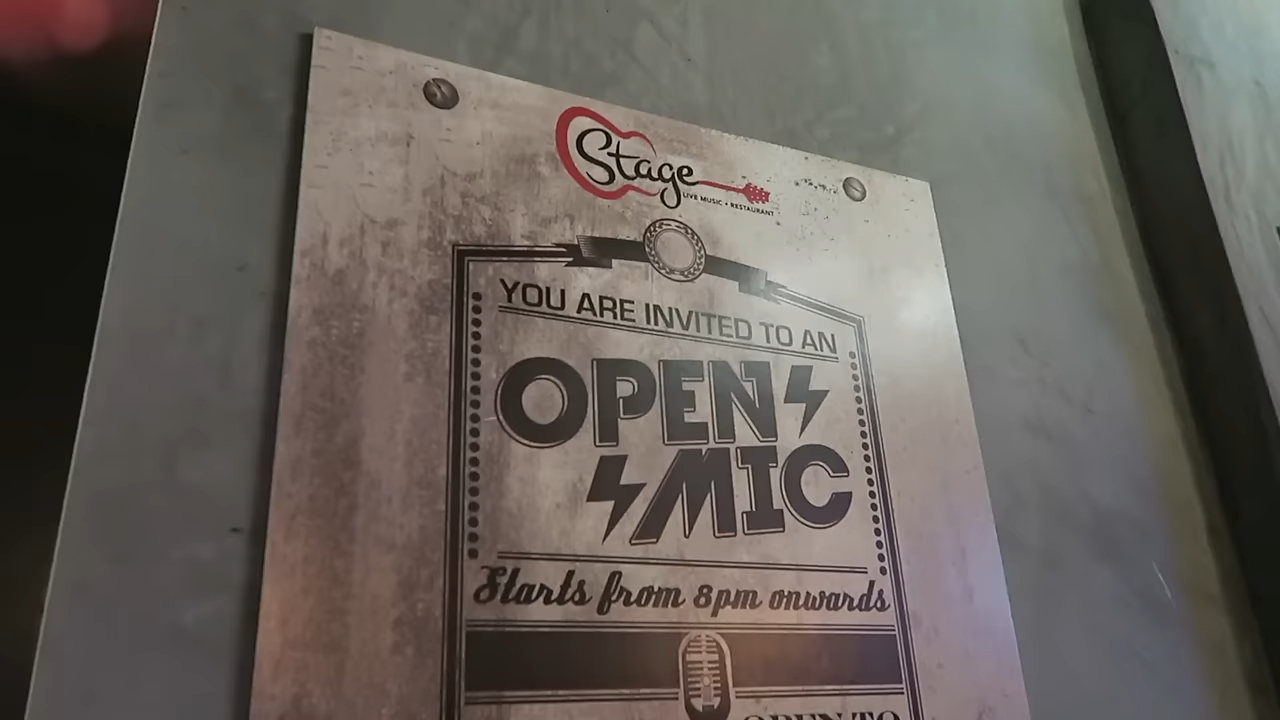 Stage
LIVE MUSIC • RESTAURANT
YOU ARE INVITED TO AN
OPEN
MIC
Starts from 8pm onwards
OPEN TO